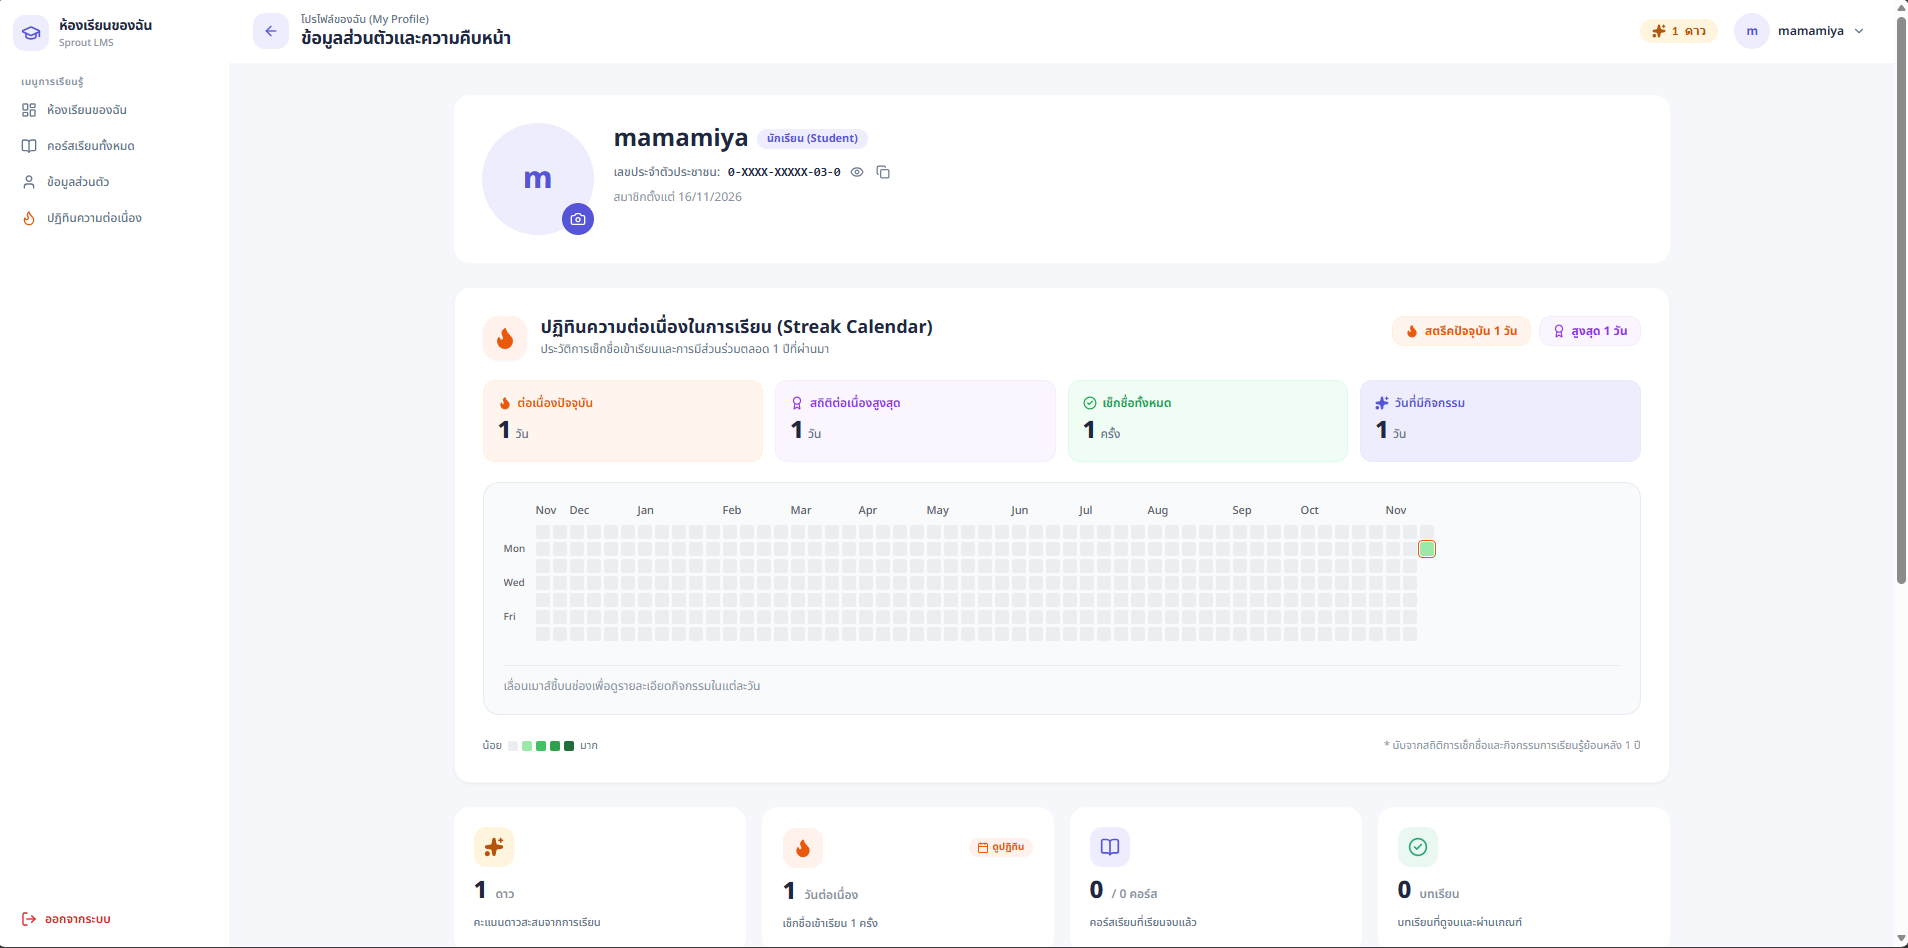 ห้องเรียนของฉัน
Sprout LMS
เมนูการเรียนรู้
ห้องเรียนของฉัน
คอร์สเรียนทั้งหมด
ข้อมูลส่วนตัว
ปฏิทินความต่อเนื่อง
ออกจากระบบ
โปรไฟล์ของฉัน (My Profile)
ข้อมูลส่วนตัวและความคืบหน้า
1 ดาว
m
mamamiya
m
mamamiya
นักเรียน (Student)
เลขประจำตัวประชาชน: 0-XXXX-XXXXX-03-0
สมาชิกตั้งแต่ 16/11/2026
ปฏิทินความต่อเนื่องในการเรียน (Streak Calendar)
ประวัติการเช็กชื่อเข้าเรียนและการมีส่วนร่วมตลอด 1 ปีที่ผ่านมา
สตรีคปัจจุบัน 1 วัน
สูงสุด 1 วัน
ต่อเนื่องปัจจุบัน
1 วัน
สถิติต่อเนื่องสูงสุด
1 วัน
เช็กชื่อทั้งหมด
1 ครั้ง
วันที่มีกิจกรรม
1 วัน
Nov Dec Jan Feb Mar Apr May Jun Jul Aug Sep Oct Nov
Mon
Wed
Fri
เลื่อนเมาส์ชี้บนช่องเพื่อดูรายละเอียดกิจกรรมในแต่ละวัน
น้อย มาก
* นับจากสถิติการเช็กชื่อและกิจกรรมการเรียนรู้ย้อนหลัง 1 ปี
1 ดาว
คะแนนดาวสะสมจากการเรียน
ดูปฏิทิน
1 วันต่อเนื่อง
เช็กชื่อเข้าเรียน 1 ครั้ง
0 / 0 คอร์ส
คอร์สเรียนที่เรียนจบแล้ว
0 บทเรียน
บทเรียนที่ดูจบและผ่านเกณฑ์